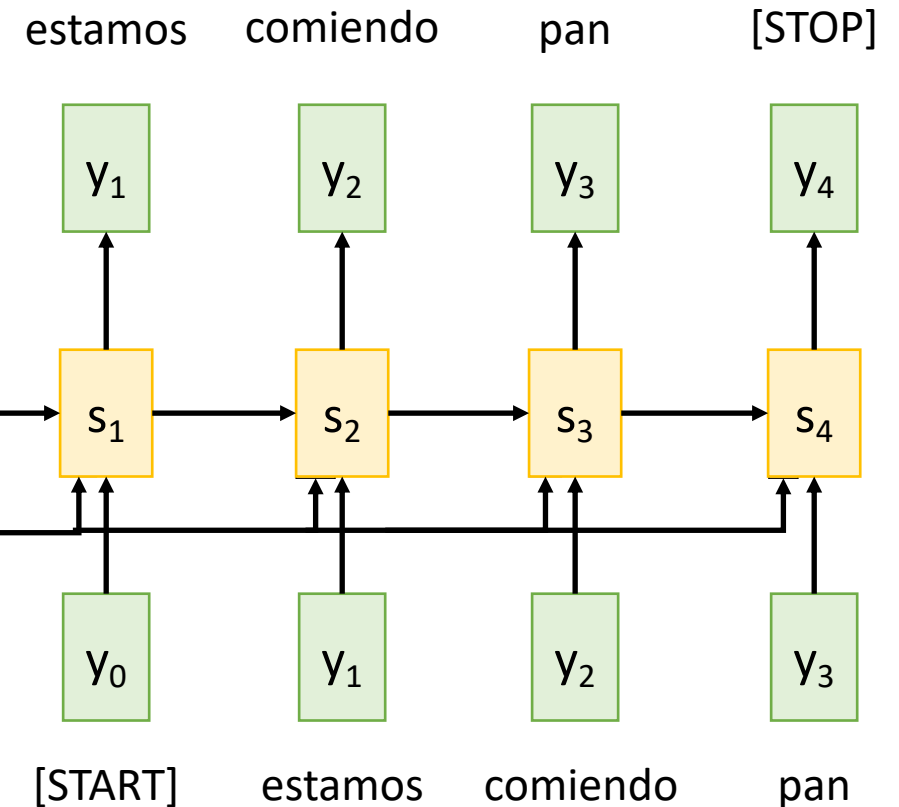 estamos comiendo pan [STOP]
y₁ y₂ y₃ y₄
s₁ s₂ s₃ s₄
y₀ y₁ y₂ y₃
[START] estamos comiendo pan